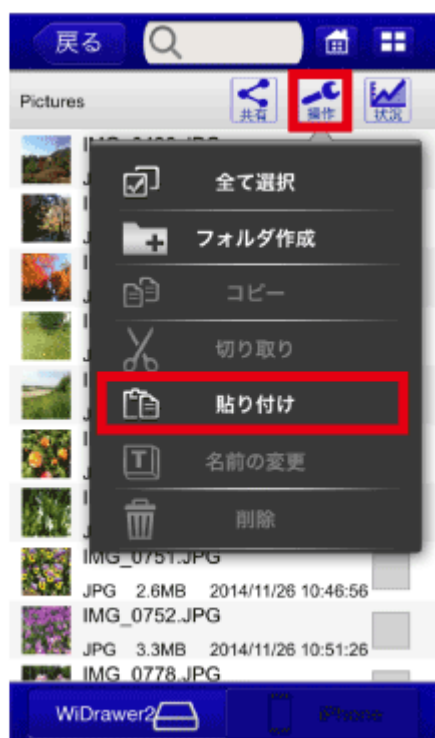 戻る
Pictures
共有
操作
状況
全て選択
フォルダ作成
コピー
切り取り
貼り付け
名前の変更
削除
IMG_0751.JPG
JPG 2.6MB 2014/11/26 10:46:56
IMG_0752.JPG
JPG 3.3MB 2014/11/26 10:51:26
IMG_0778.JPG
WiDrawer2
iPhone